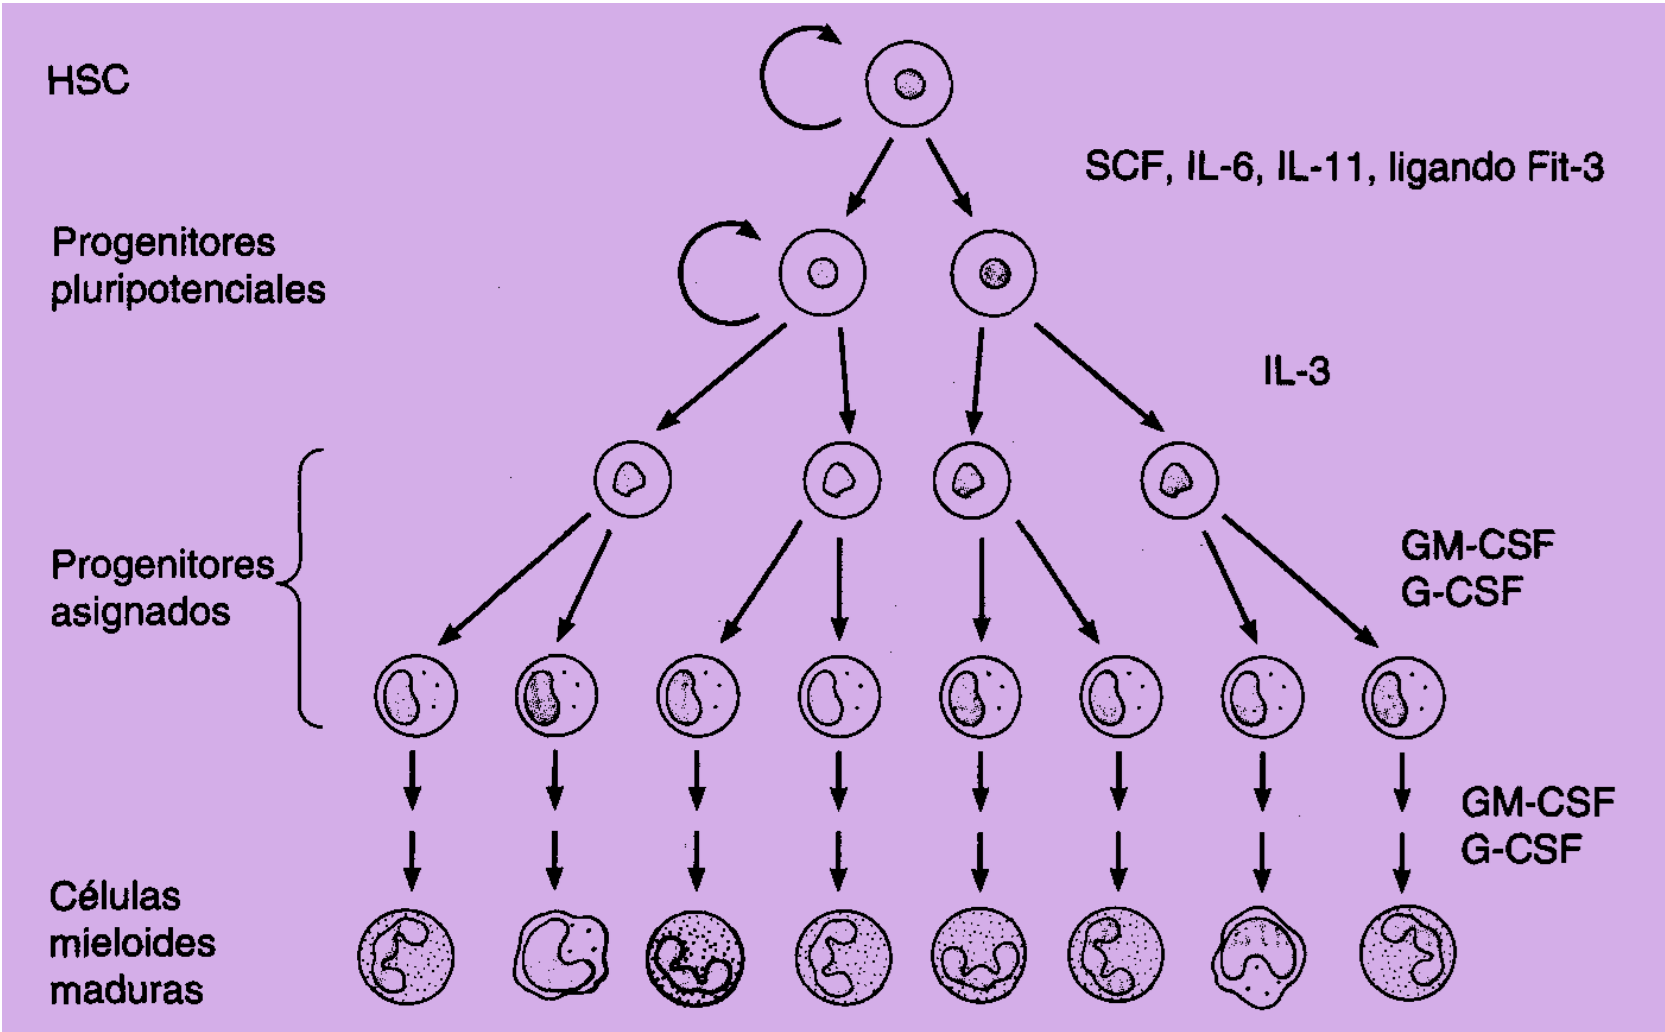 HSC
SCF, IL-6, IL-11, ligando Fit-3
Progenitores
pluripotenciales
IL-3
Progenitores
asignados
GM-CSF
G-CSF
GM-CSF
G-CSF
Células
mieloides
maduras